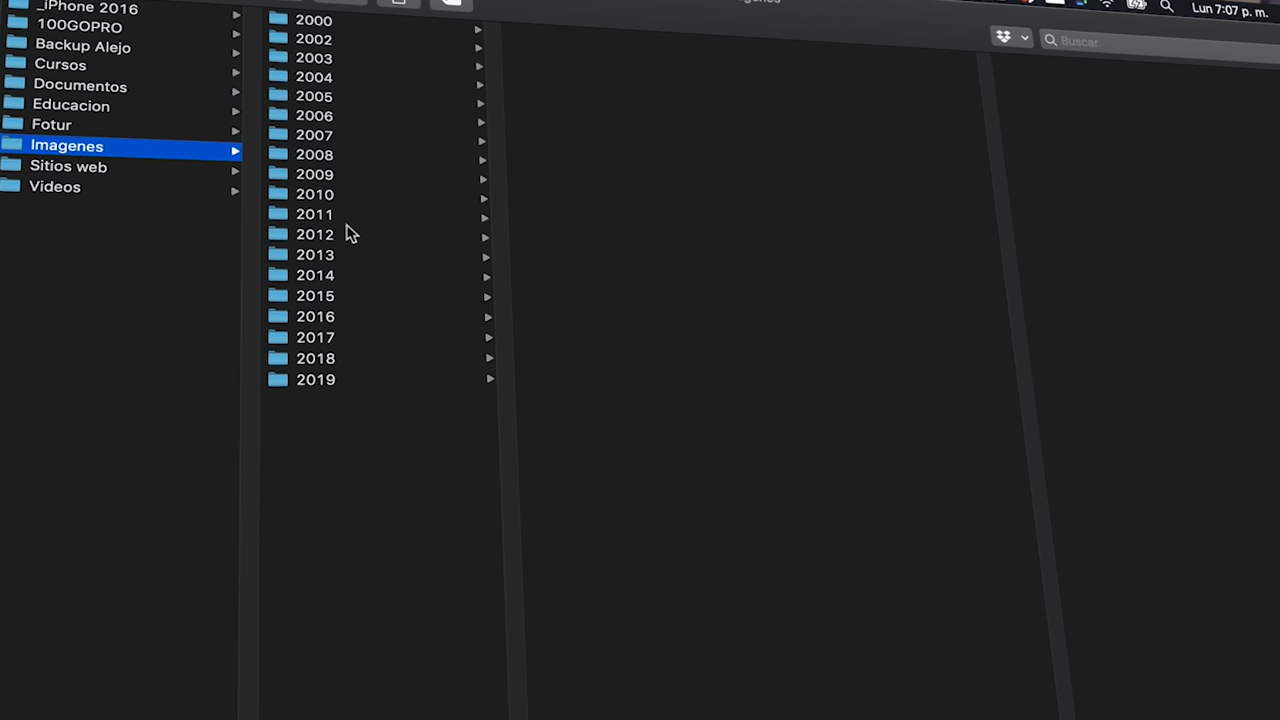 Lun 7:07 p. m.
Buscar
_iPhone 2016
100GOPRO
Backup Alejo
Cursos
Documentos
Educacion
Fotur
Imagenes
Sitios web
Videos
2000
2002
2003
2004
2005
2006
2007
2008
2009
2010
2011
2012
2013
2014
2015
2016
2017
2018
2019